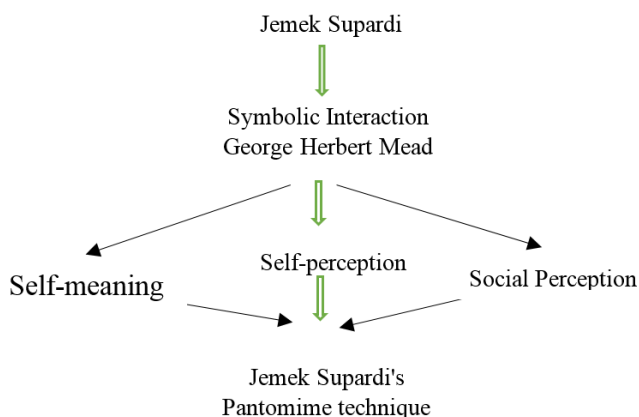 Jemek Supardi
Symbolic Interaction
George Herbert Mead
Self-meaning
Self-perception
Social Perception
Jemek Supardi's
Pantomime technique